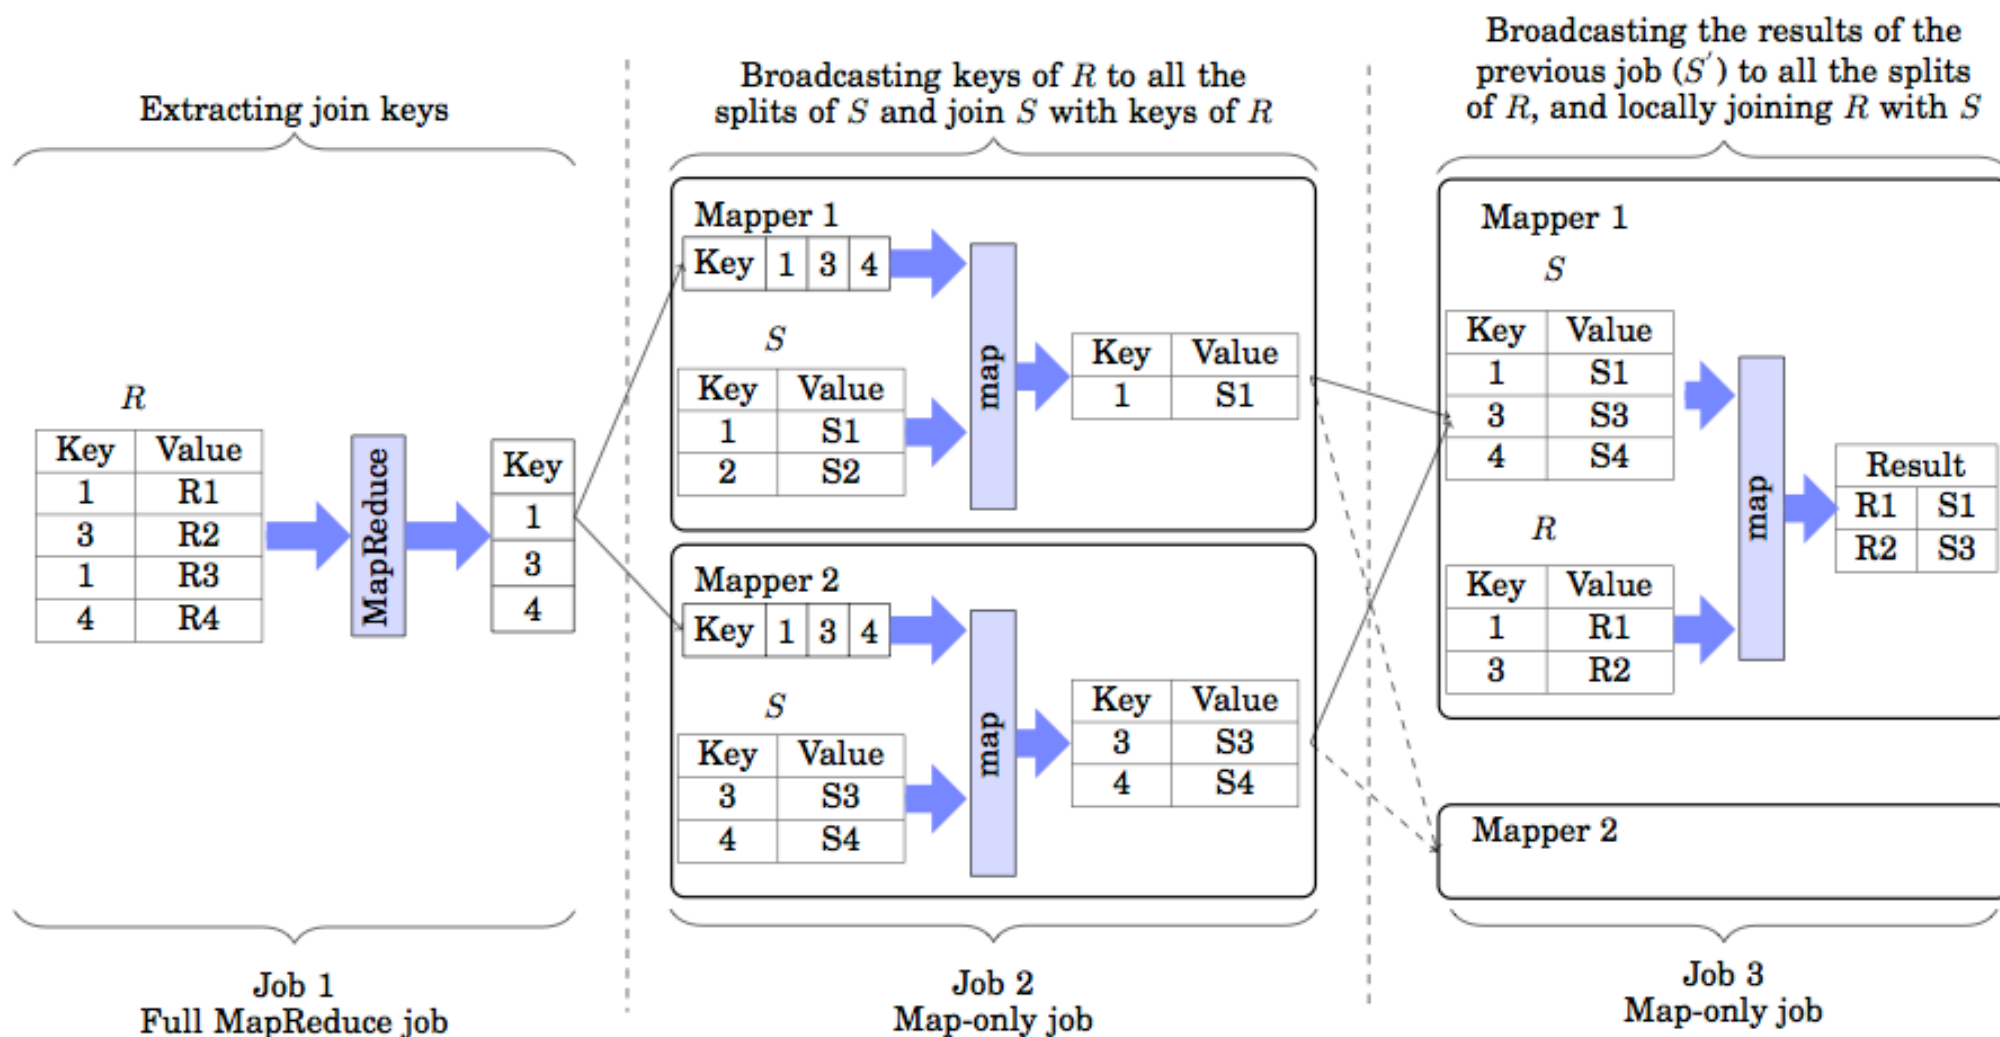 Extracting join keys
R
Key Value
1 R1
3 R2
1 R3
4 R4
MapReduce
Key
1
3
4
Job 1
Full MapReduce job
Broadcasting keys of R to all the
splits of S and join S with keys of R
Mapper 1
Key 1 3 4
S
Key Value
1 S1
2 S2
map
Key Value
1 S1
Mapper 2
Key 1 3 4
S
Key Value
3 S3
4 S4
map
Key Value
3 S3
4 S4
Job 2
Map-only job
Broadcasting the results of the
previous job (S′) to all the splits
of R, and locally joining R with S
Mapper 1
S
Key Value
1 S1
3 S3
4 S4
R
Key Value
1 R1
3 R2
map
Result
R1 S1
R2 S3
Mapper 2
Job 3
Map-only job